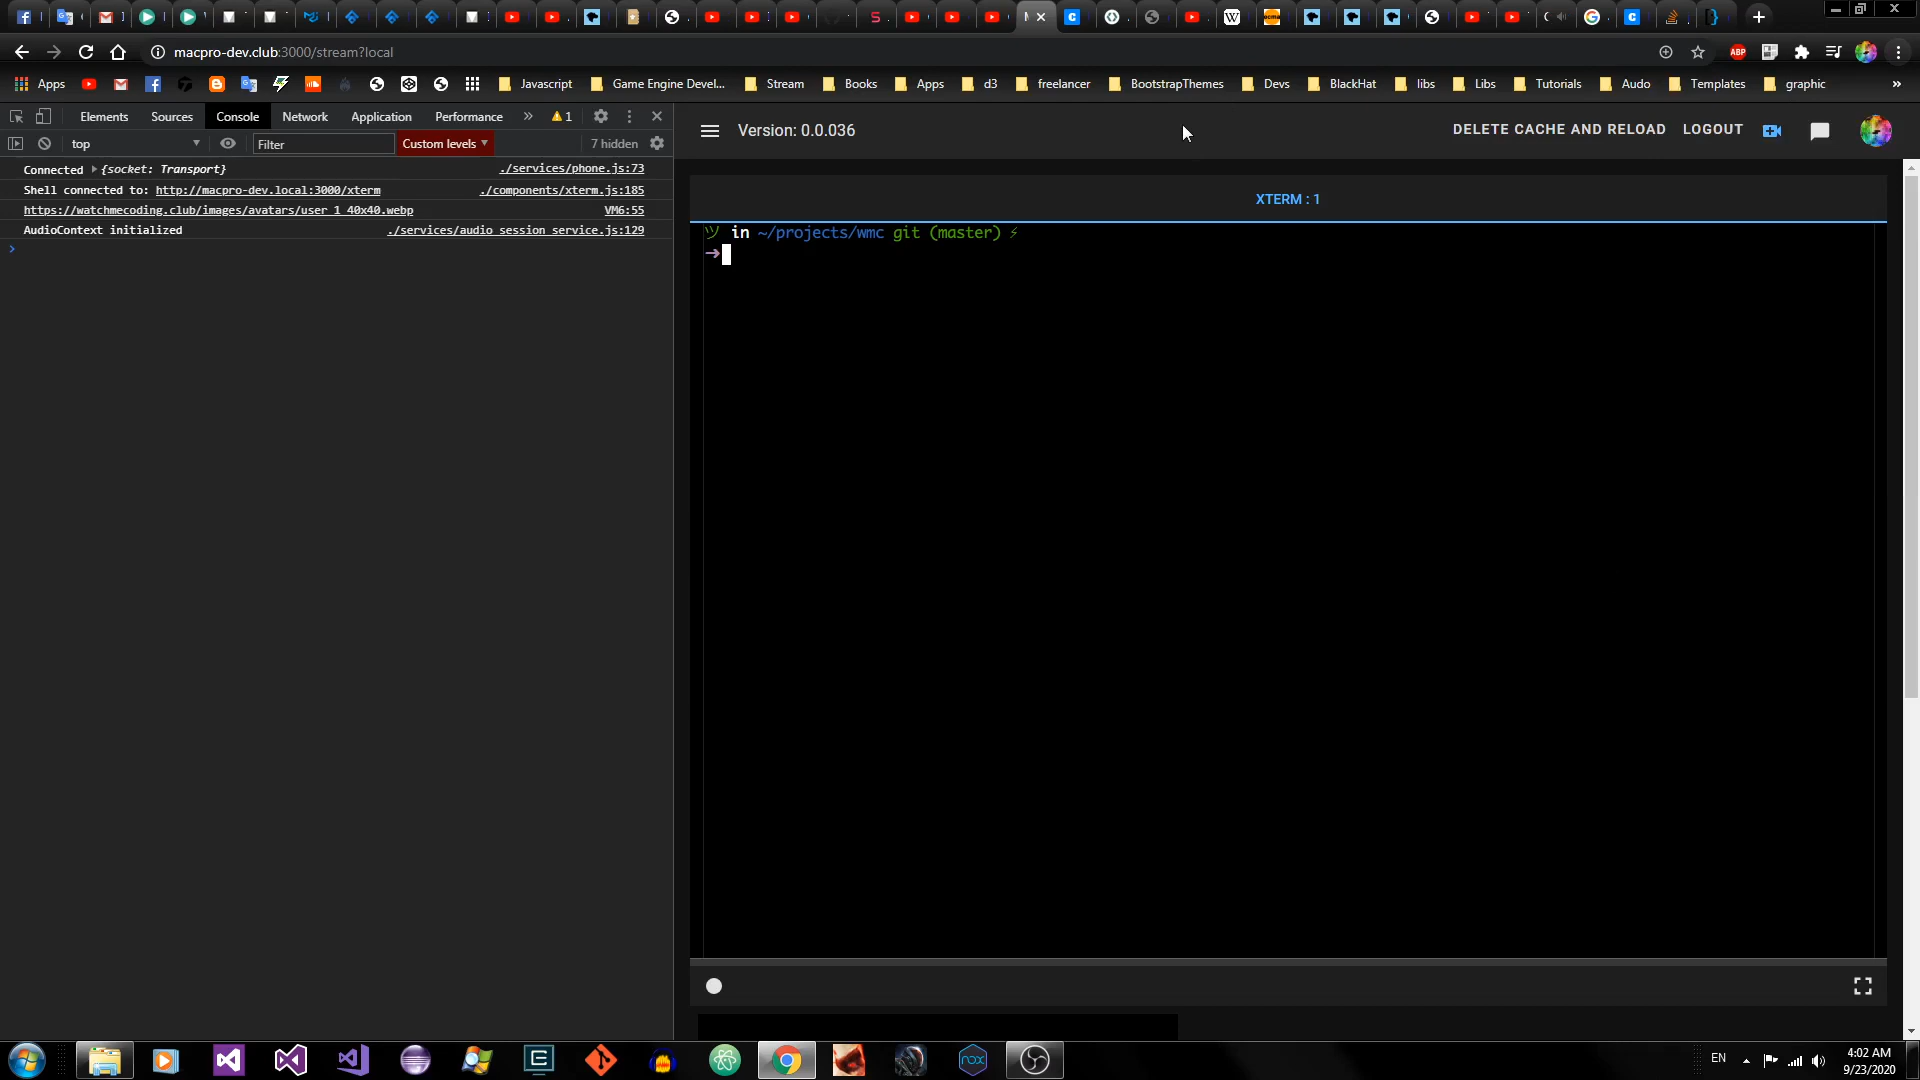 macpro-dev.club:3000/stream?local
Apps
Javascript
Game Engine Devel...
Stream
Books
Apps
d3
freelancer
BootstrapThemes
Devs
BlackHat
libs
Libs
Tutorials
Audo
Templates
graphic
»
Elements
Sources
Console
Network
Application
Performance
»
1
top
Filter
Custom levels
7 hidden
Connected {socket: Transport}
./services/phone.js:73
Shell connected to: http://macpro-dev.local:3000/xterm
./components/xterm.js:185
https://watchmecoding.club/images/avatars/user_1_40x40.webp
VM6:55
AudioContext initialized
./services/audio_session_service.js:129
>
Version: 0.0.036
DELETE CACHE AND RELOAD
LOGOUT
XTERM : 1
ツ in ~/projects/wmc git (master) ⚡
➜
EN
4:02 AM
9/23/2020